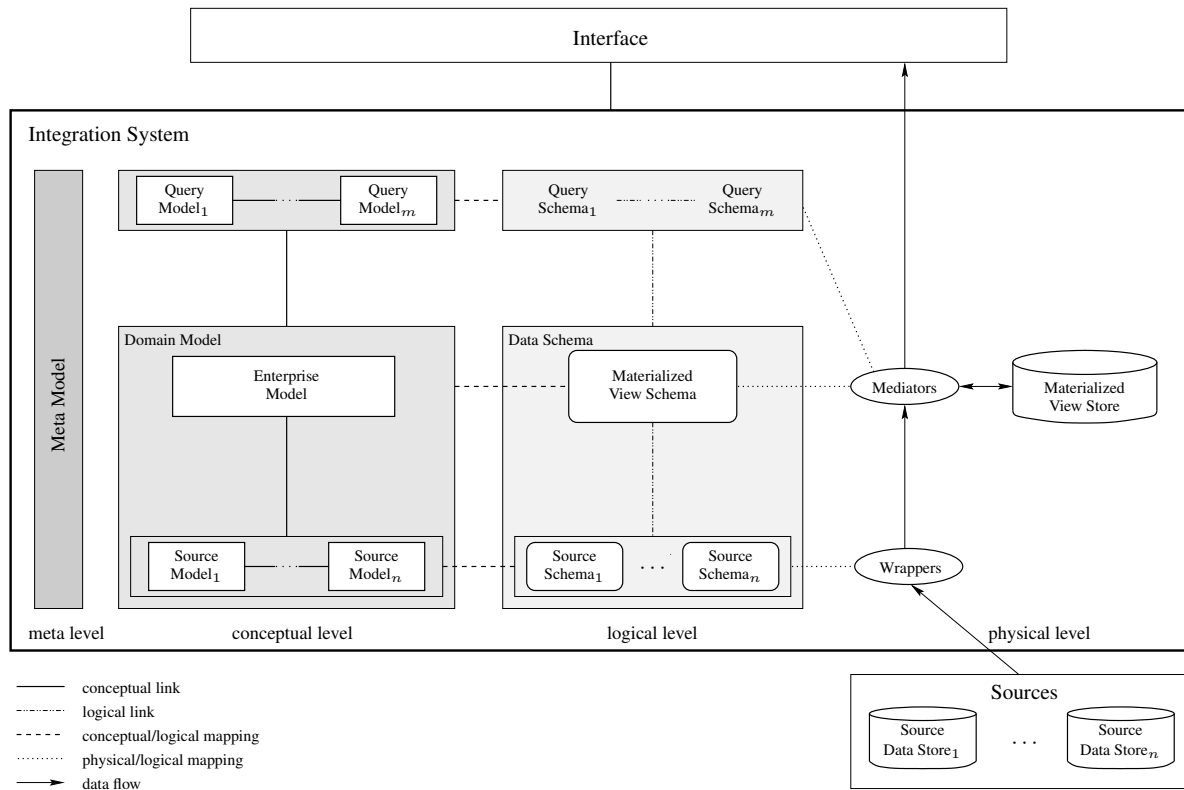 Interface
Integration System
Meta Model
Query
Model₁
...
Query
Modelₘ
Query
Schema₁
...
Query
Schemaₘ
Domain Model
Enterprise
Model
Data Schema
Materialized
View Schema
Mediators
Materialized
View Store
Source
Model₁
...
Source
Modelₙ
Source
Schema₁
...
Source
Schemaₙ
Wrappers
meta level
conceptual level
logical level
physical level
conceptual link
logical link
conceptual/logical mapping
physical/logical mapping
data flow
Sources
Source
Data Store₁
...
Source
Data Storeₙ